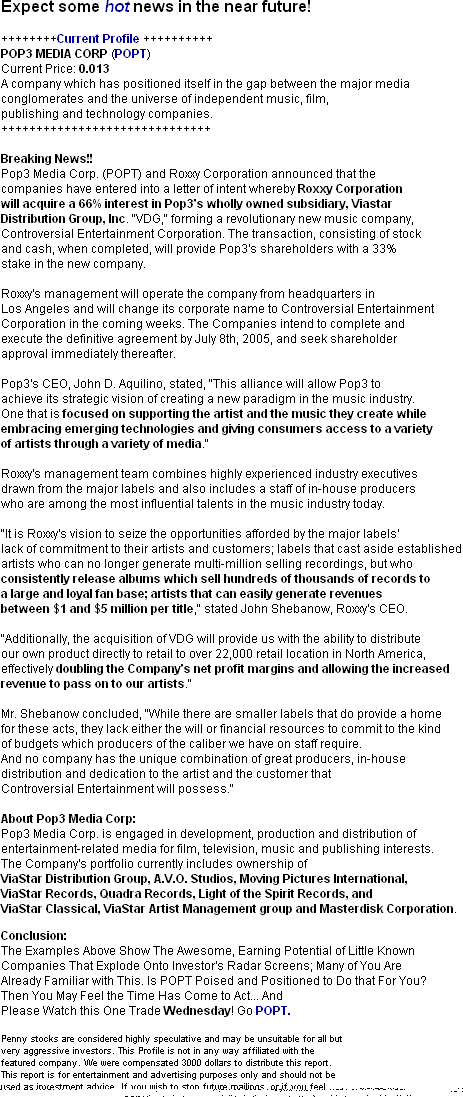 Expect some hot news in the near future!
++++++++Current Profile ++++++++++
POP3 MEDIA CORP (POPT)
Current Price: 0.013
A company which has positioned itself in the gap between the major media
conglomerates and the universe of independent music, film,
publishing and technology companies.
++++++++++++++++++++++++++++++
Breaking News!!
Pop3 Media Corp. (POPT) and Roxxy Corporation announced that the
companies have entered into a letter of intent whereby Roxxy Corporation
will acquire a 66% interest in Pop3's wholly owned subsidiary, Viastar
Distribution Group, Inc. "VDG," forming a revolutionary new music company,
Controversial Entertainment Corporation. The transaction, consisting of stock
and cash, when completed, will provide Pop3's shareholders with a 33%
stake in the new company.
Roxxy's management will operate the company from headquarters in
Los Angeles and will change its corporate name to Controversial Entertainment
Corporation in the coming weeks. The Companies intend to complete and
execute the definitive agreement by July 8th, 2005, and seek shareholder
approval immediately thereafter.
Pop3's CEO, John D. Aquilino, stated, "This alliance will allow Pop3 to
achieve its strategic vision of creating a new paradigm in the music industry.
One that is focused on supporting the artist and the music they create while
embracing emerging technologies and giving consumers access to a variety
of artists through a variety of media."
Roxxy's management team combines highly experienced industry executives
drawn from the major labels and also includes a staff of in-house producers
who are among the most influential talents in the music industry today.
"It is Roxxy's vision to seize the opportunities afforded by the major labels'
lack of commitment to their artists and customers; labels that cast aside established
artists who can no longer generate multi-million selling recordings, but who
consistently release albums which sell hundreds of thousands of records to
a large and loyal fan base; artists that can easily generate revenues
between $1 and $5 million per title," stated John Shebanow, Roxxy's CEO.
"Additionally, the acquisition of VDG will provide us with the ability to distribute
our own product directly to retail to over 22,000 retail location in North America,
effectively doubling the Company's net profit margins and allowing the increased
revenue to pass on to our artists."
Mr. Shebanow concluded, "While there are smaller labels that do provide a home
for these acts, they lack either the will or financial resources to commit to the kind
of budgets which producers of the caliber we have on staff require.
And no company has the unique combination of great producers, in-house
distribution and dedication to the artist and the customer that
Controversial Entertainment will possess."
About Pop3 Media Corp:
Pop3 Media Corp. is engaged in development, production and distribution of
entertainment-related media for film, television, music and publishing interests.
The Company's portfolio currently includes ownership of
ViaStar Distribution Group, A.V.O. Studios, Moving Pictures International,
ViaStar Records, Quadra Records, Light of the Spirit Records, and
ViaStar Classical, ViaStar Artist Management group and Masterdisk Corporation.
Conclusion:
The Examples Above Show The Awesome, Earning Potential of Little Known
Companies That Explode Onto Investor's Radar Screens; Many of You Are
Already Familiar with This. Is POPT Poised and Positioned to Do that For You?
Then You May Feel the Time Has Come to Act... And
Please Watch this One Trade Wednesday! Go POPT.
Penny stocks are considered highly speculative and may be unsuitable for all but
very aggressive investors. This Profile is not in any way affiliated with the
featured company. We were compensated 3000 dollars to distribute this report.
This report is for entertainment and advertising purposes only and should not be
used as investment advice. If you wish to stop future mailings, or if you feel